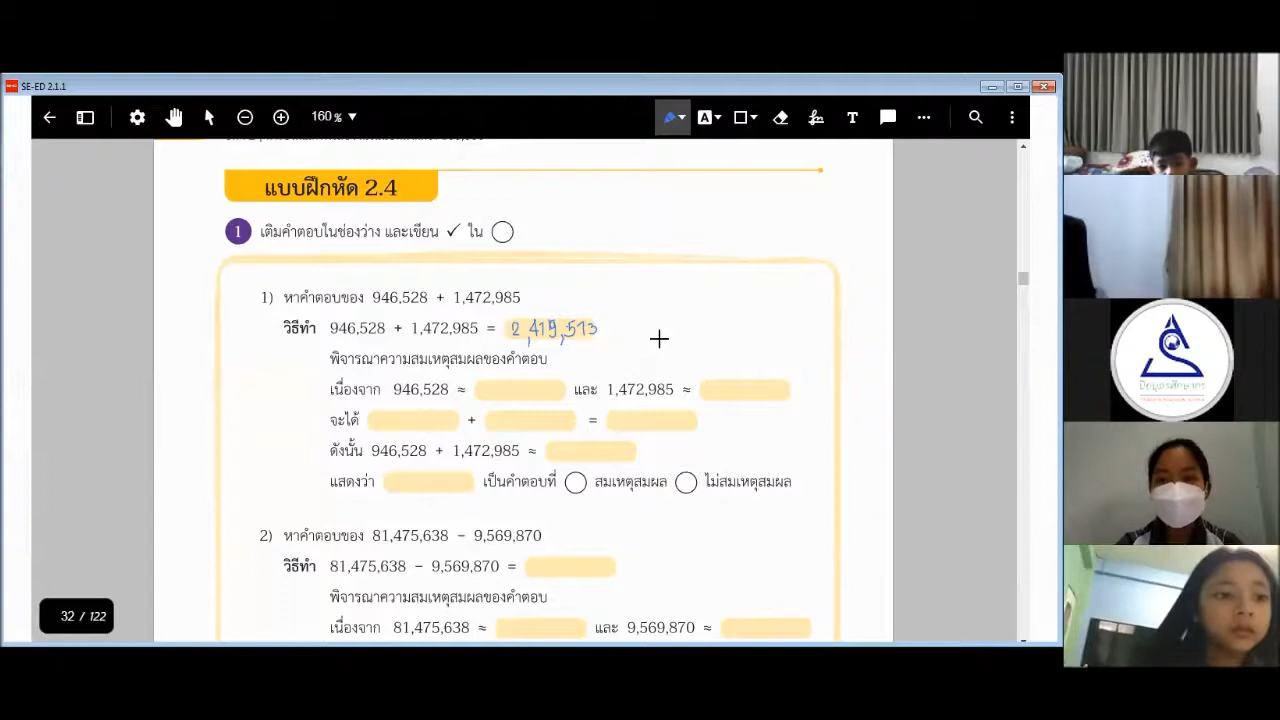 SE-ED 2.1.1
160 %
แบบฝึกหัด 2.4
1 เติมคำตอบในช่องว่าง และเขียน ✓ ใน ○
1) หาคำตอบของ 946,528 + 1,472,985
วิธีทำ 946,528 + 1,472,985 = 2,419,513
พิจารณาความสมเหตุสมผลของคำตอบ
เนื่องจาก 946,528 ≈ และ 1,472,985 ≈
จะได้ + =
ดังนั้น 946,528 + 1,472,985 ≈
แสดงว่า เป็นคำตอบที่ ○ สมเหตุสมผล ○ ไม่สมเหตุสมผล
2) หาคำตอบของ 81,475,638 − 9,569,870
วิธีทำ 81,475,638 − 9,569,870 =
พิจารณาความสมเหตุสมผลของคำตอบ
เนื่องจาก 81,475,638 ≈ และ 9,569,870 ≈
32 / 122